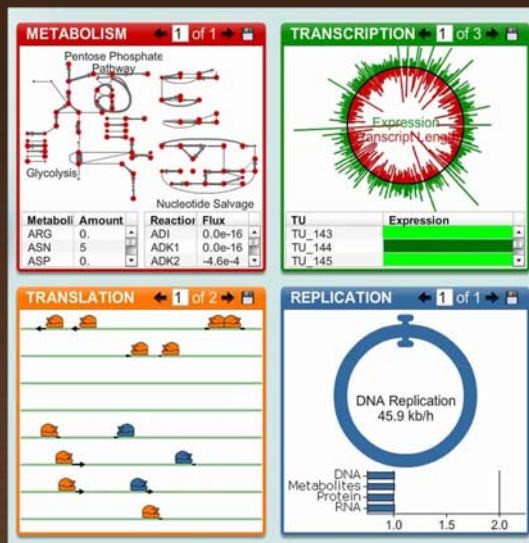 METABOLISM 1 of 1
Pentose Phosphate
Pathway
Glycolysis
Nucleotide Salvage
Metaboli Amount Reaction Flux
ARG 0. ADI 0.0e-16
ASN 5 ADK1 0.0e-16
ASP 0. ADK2 -4.6e-4
TRANSCRIPTION 1 of 3
Expression
Transcript Length
TU Expression
TU_143
TU_144
TU_145
TRANSLATION 1 of 2
REPLICATION 1 of 1
DNA Replication
45.9 kb/h
DNA
Metabolites
Protein
RNA
1.0 1.5 2.0